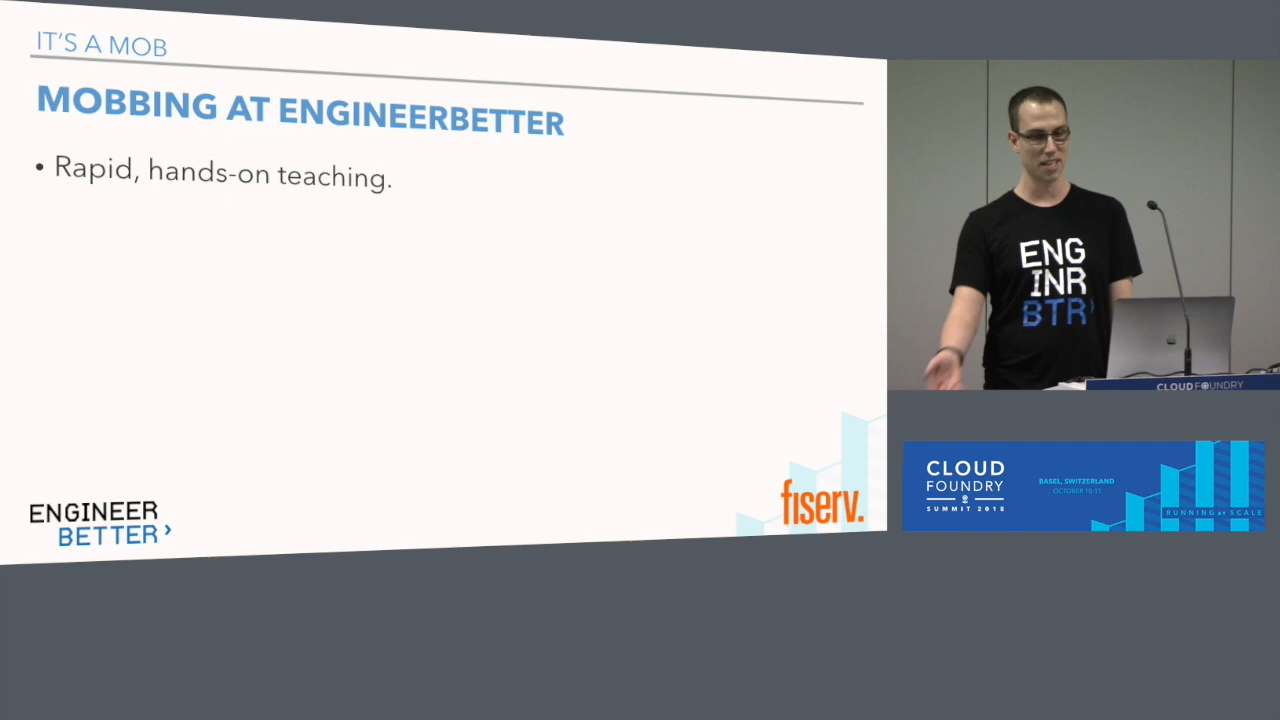 IT'S A MOB
MOBBING AT ENGINEERBETTER
• Rapid, hands-on teaching.
ENGINEER
BETTER
fiserv.
ENG
INR
BTR
CLOUD FOUNDRY
CLOUD
FOUNDRY
SUMMIT 2018
BASEL, SWITZERLAND
OCTOBER 10-11
RUNNING at SCALE